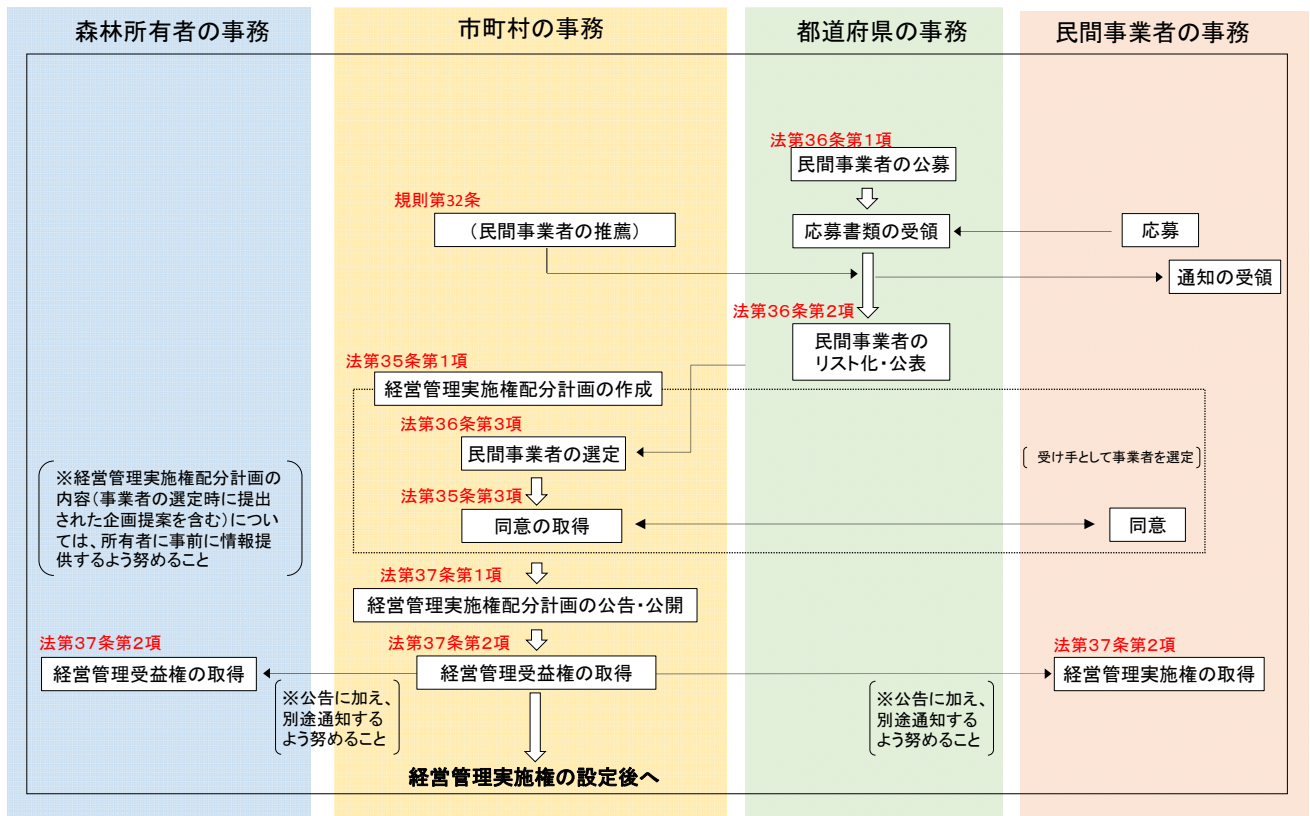 森林所有者の事務
市町村の事務
都道府県の事務
民間事業者の事務
法第36条第1項
民間事業者の公募
規則第32条
(民間事業者の推薦)
応募書類の受領
応募
通知の受領
法第36条第2項
民間事業者の
リスト化・公表
法第35条第1項
経営管理実施権配分計画の作成
法第36条第3項
民間事業者の選定
受け手として事業者を選定
※経営管理実施権配分計画の
内容(事業者の選定時に提出
された企画提案を含む)につい
ては、所有者に事前に情報提
供するよう努めること
法第35条第3項
同意の取得
同意
法第37条第1項
経営管理実施権配分計画の公告・公開
法第37条第2項
経営管理受益権の取得
法第37条第2項
経営管理受益権の取得
法第37条第2項
経営管理実施権の取得
※公告に加え、
別途通知する
よう努めること
※公告に加え、
別途通知する
よう努めること
経営管理実施権の設定後へ